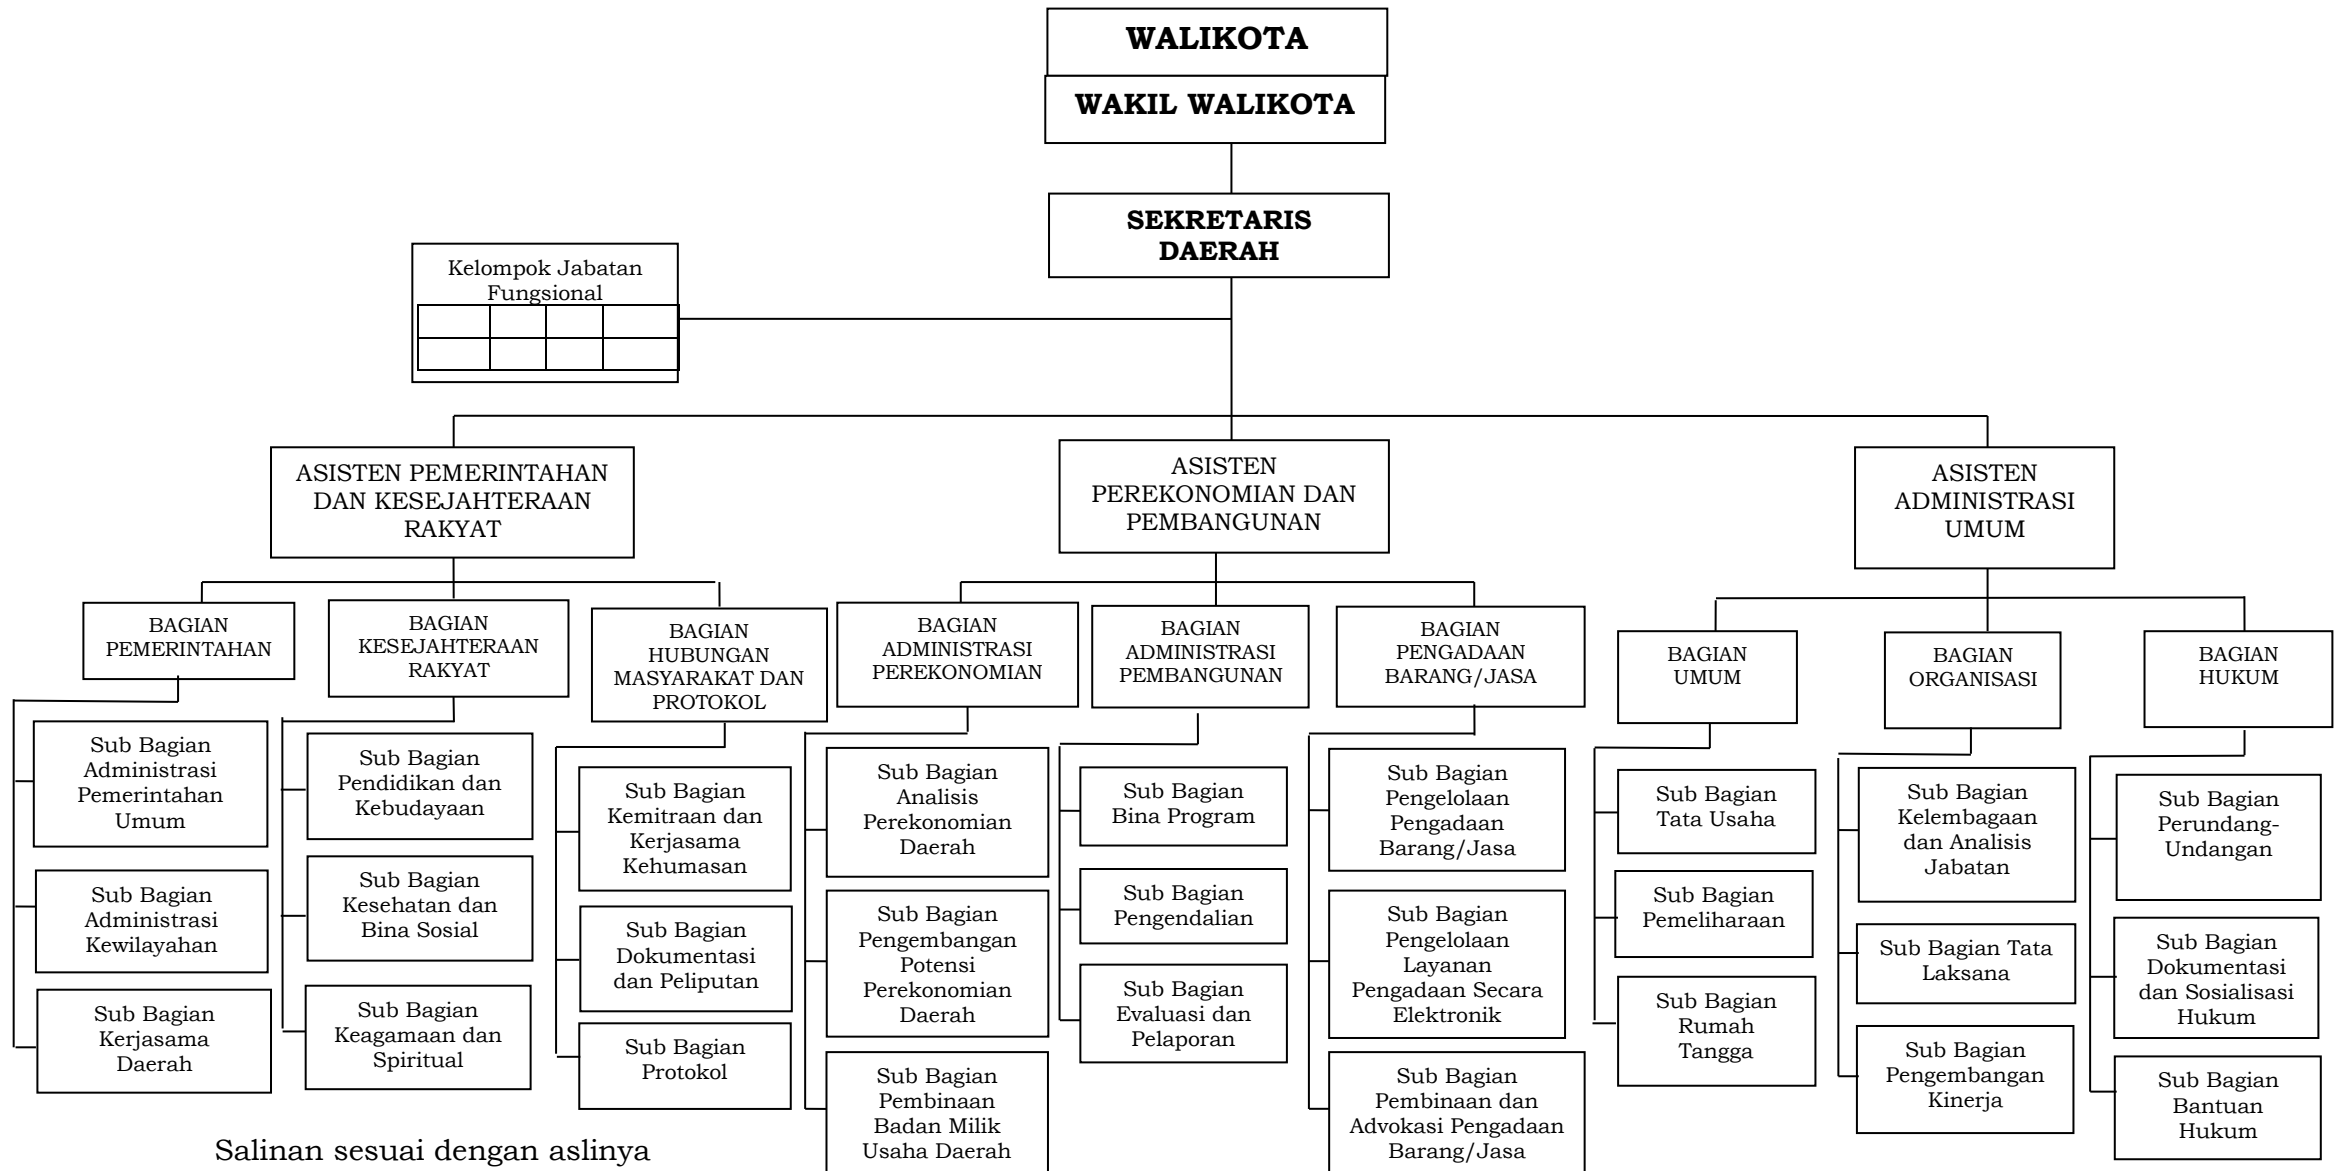 WALIKOTA
WAKIL WALIKOTA
SEKRETARIS
DAERAH
Kelompok Jabatan
Fungsional
ASISTEN PEMERINTAHAN
DAN KESEJAHTERAAN
RAKYAT
ASISTEN
PEREKONOMIAN DAN
PEMBANGUNAN
ASISTEN
ADMINISTRASI
UMUM
BAGIAN
PEMERINTAHAN
BAGIAN
KESEJAHTERAAN
RAKYAT
BAGIAN
HUBUNGAN
MASYARAKAT DAN
PROTOKOL
BAGIAN
ADMINISTRASI
PEREKONOMIAN
BAGIAN
ADMINISTRASI
PEMBANGUNAN
BAGIAN
PENGADAAN
BARANG/JASA
BAGIAN
UMUM
BAGIAN
ORGANISASI
BAGIAN
HUKUM
Sub Bagian
Administrasi
Pemerintahan
Umum
Sub Bagian
Administrasi
Kewilayahan
Sub Bagian
Kerjasama
Daerah
Sub Bagian
Pendidikan dan
Kebudayaan
Sub Bagian
Kesehatan dan
Bina Sosial
Sub Bagian
Keagamaan dan
Spiritual
Sub Bagian
Kemitraan dan
Kerjasama
Kehumasan
Sub Bagian
Dokumentasi
dan Peliputan
Sub Bagian
Protokol
Sub Bagian
Analisis
Perekonomian
Daerah
Sub Bagian
Pengembangan
Potensi
Perekonomian
Daerah
Sub Bagian
Pembinaan
Badan Milik
Usaha Daerah
Sub Bagian
Bina Program
Sub Bagian
Pengendalian
Sub Bagian
Evaluasi dan
Pelaporan
Sub Bagian
Pengelolaan
Pengadaan
Barang/Jasa
Sub Bagian
Pengelolaan
Layanan
Pengadaan Secara
Elektronik
Sub Bagian
Pembinaan dan
Advokasi Pengadaan
Barang/Jasa
Sub Bagian
Tata Usaha
Sub Bagian
Pemeliharaan
Sub Bagian
Rumah
Tangga
Sub Bagian
Kelembagaan
dan Analisis
Jabatan
Sub Bagian Tata
Laksana
Sub Bagian
Pengembangan
Kinerja
Sub Bagian
Perundang-
Undangan
Sub Bagian
Dokumentasi
dan Sosialisasi
Hukum
Sub Bagian
Bantuan
Hukum
Salinan sesuai dengan aslinya